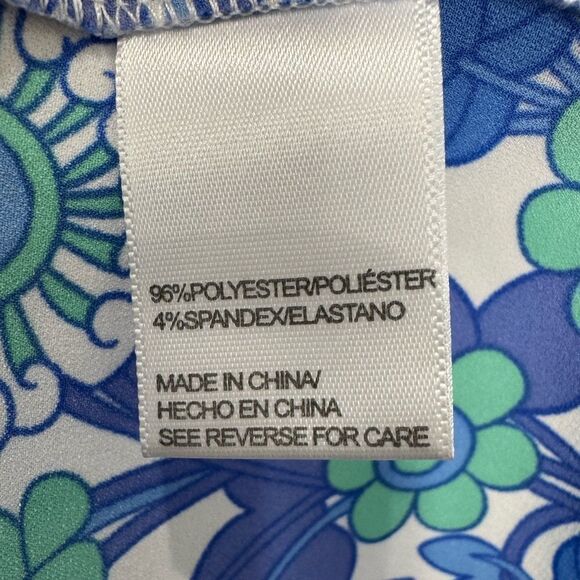 96%POLYESTER/POLIÉSTER
4%SPANDEX/ELASTANO
MADE IN CHINA/
HECHO EN CHINA
SEE REVERSE FOR CARE